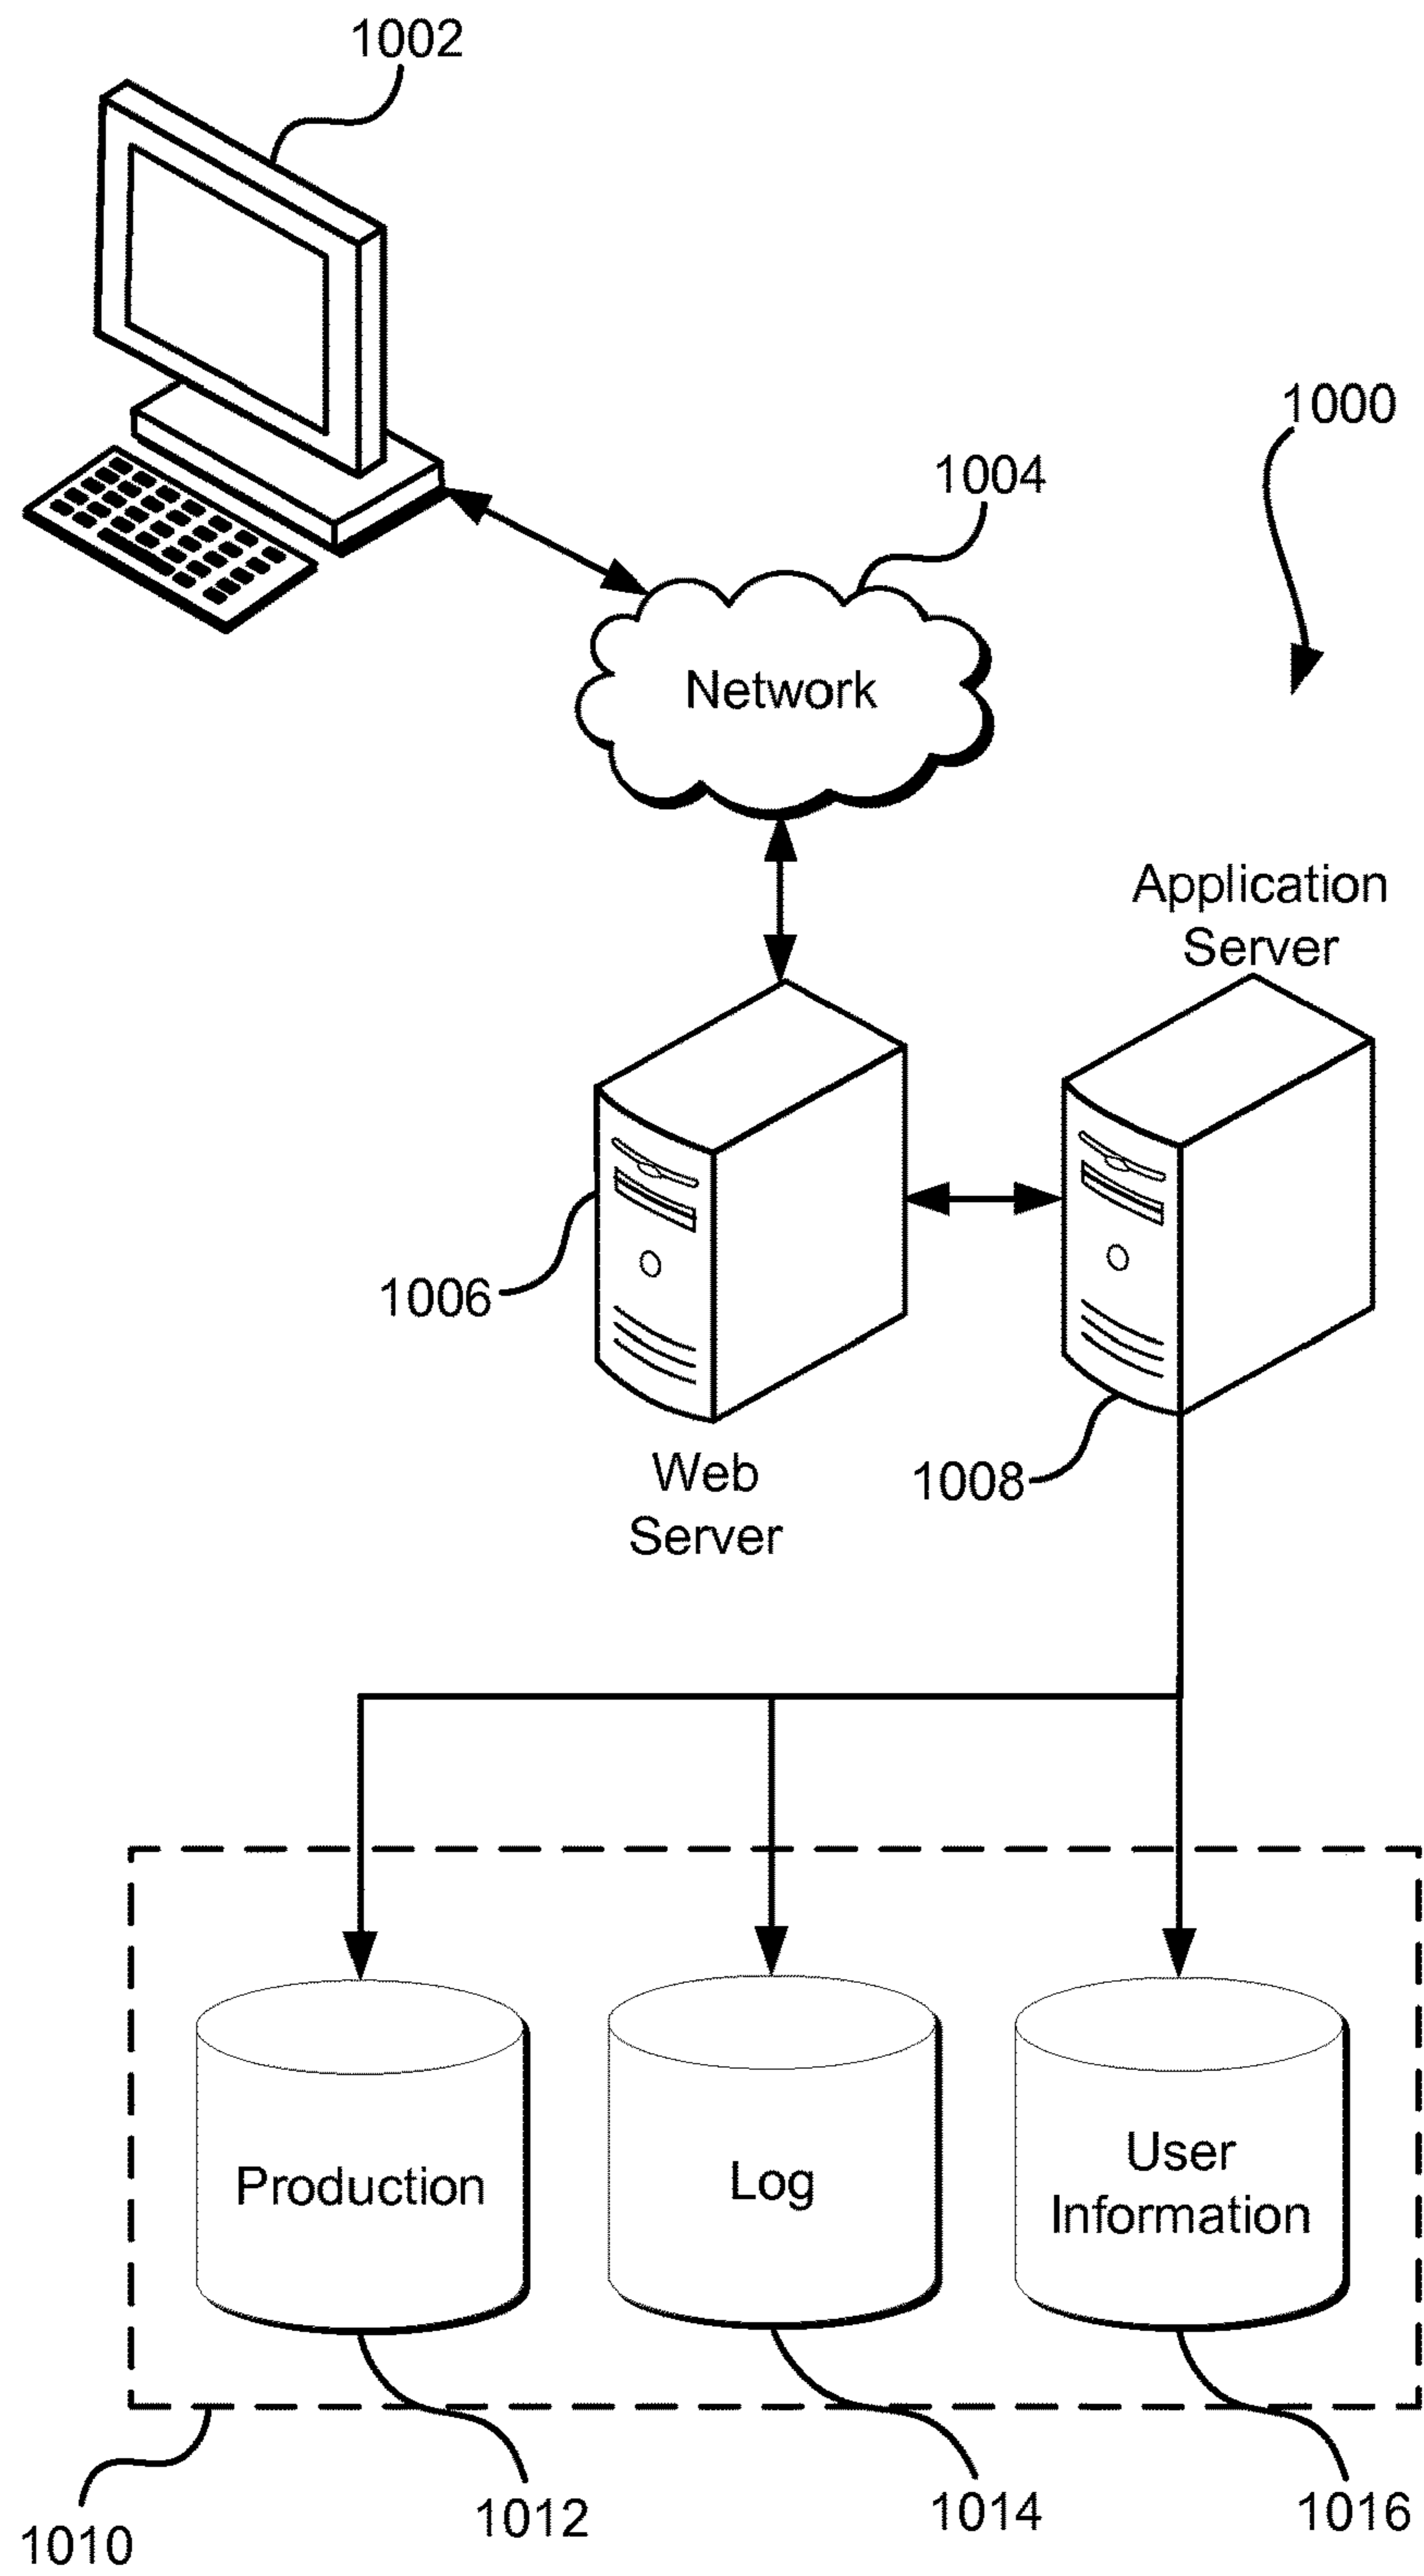 1002
1000
1004
Network
Application
Server
1006
Web
Server
1008
Production
Log
User
Information
1010
1012
1014
1016